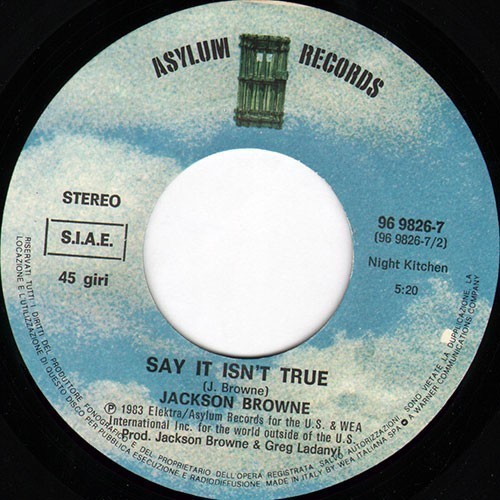 ASYLUM RECORDS
STEREO
S.I.A.E.
45 giri
96 9826-7
(96 9826-7/2)
Night Kitchen
5:20
SAY IT ISN'T TRUE
(J. Browne)
JACKSON BROWNE
℗ 1983 Elektra/Asylum Records for the U.S. & WEA
International Inc. for the world outside of the U.S.
Prod. Jackson Browne & Greg Ladanyi
RISERVATI TUTTI I DIRITTI DEL PRODUTTORE FONOGRAFICO E DEL PROPRIETARIO DELL'OPERA REGISTRATA. SALVO AUTORIZZAZIONI SONO VIETATE LA DUPLICAZIONE, LA
LOCAZIONE E L'UTILIZZAZIONE DI QUESTO DISCO PER PUBBLICA ESECUZIONE E RADIODIFFUSIONE. MADE IN ITALY BY WEA ITALIANA SPA A WARNER COMMUNICATIONS COMPANY